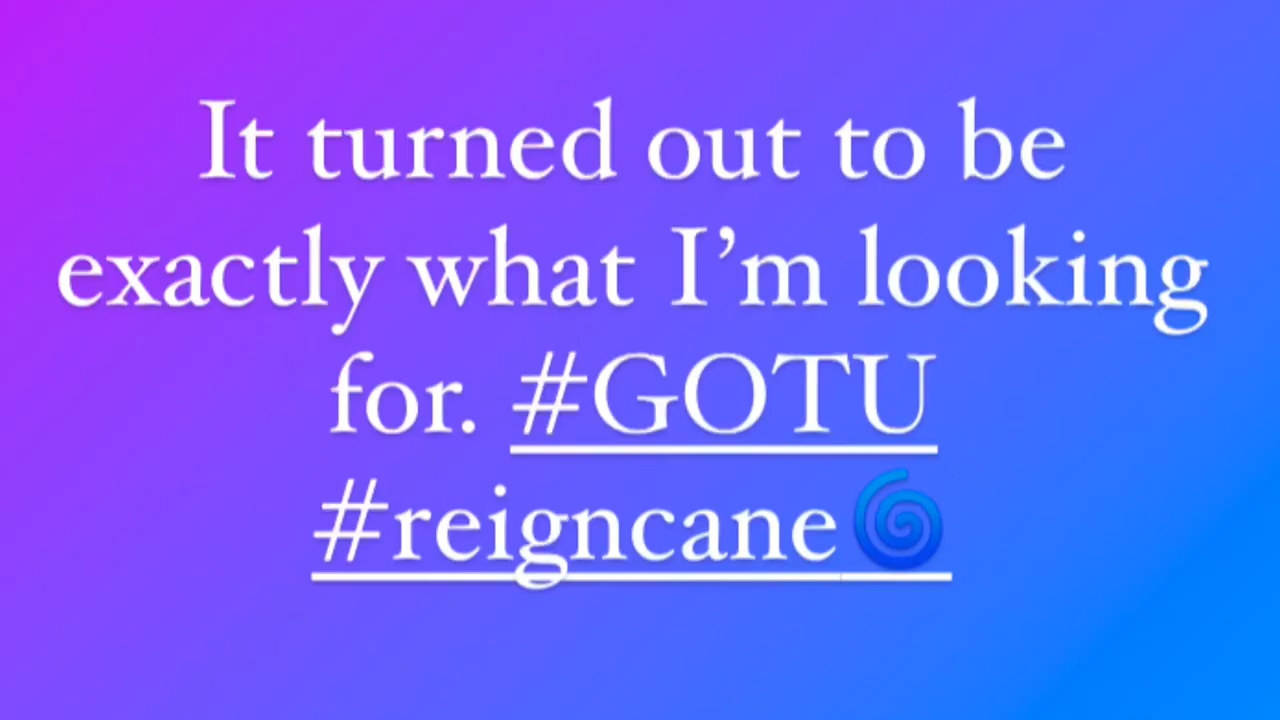 It turned out to be
exactly what I’m looking
for. #GOTU
#reigncane🌀